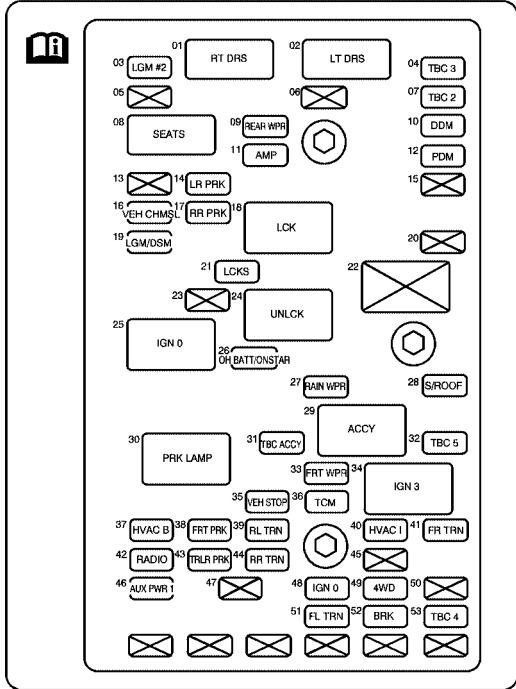 01 RT DRS
02 LT DRS
03 LGM #2
04 TBC 3
05
06
07 TBC 2
08 SEATS
09 REAR WPR
10 DDM
11 AMP
12 PDM
13
14 LR PRK
15
16 VEH CHMSL
17 RR PRK
18 LCK
19 LGM/DSM
20
21 LCKS
22
23
24 UNLCK
25 IGN 0
26 OH BATT/ONSTAR
27 RAIN WPR
28 S/ROOF
29 ACCY
30 PRK LAMP
31 TBC ACCY
32 TBC 5
33 FRT WPR
34 IGN 3
35 VEH STOP
36 TCM
37 HVAC B
38 FRT PRK
39 RL TRN
40 HVAC I
41 FR TRN
42 RADIO
43 TRLR PRK
44 RR TRN
45
46 AUX PWR 1
47
48 IGN 0
49 4WD
50
51 FL TRN
52 BRK
53 TBC 4